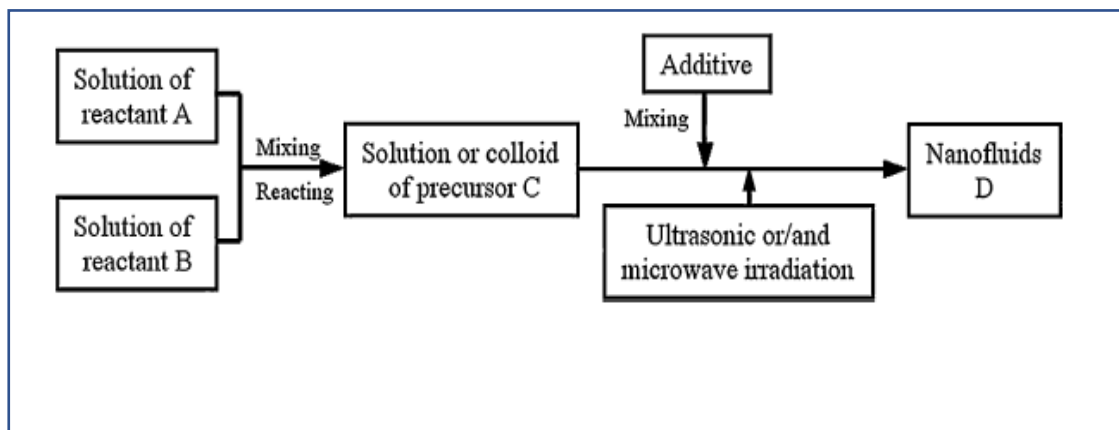 Solution of
reactant A
Solution of
reactant B
Mixing
Reacting
Solution or colloid
of precursor C
Additive
Mixing
Ultrasonic or/and
microwave irradiation
Nanofluids
D